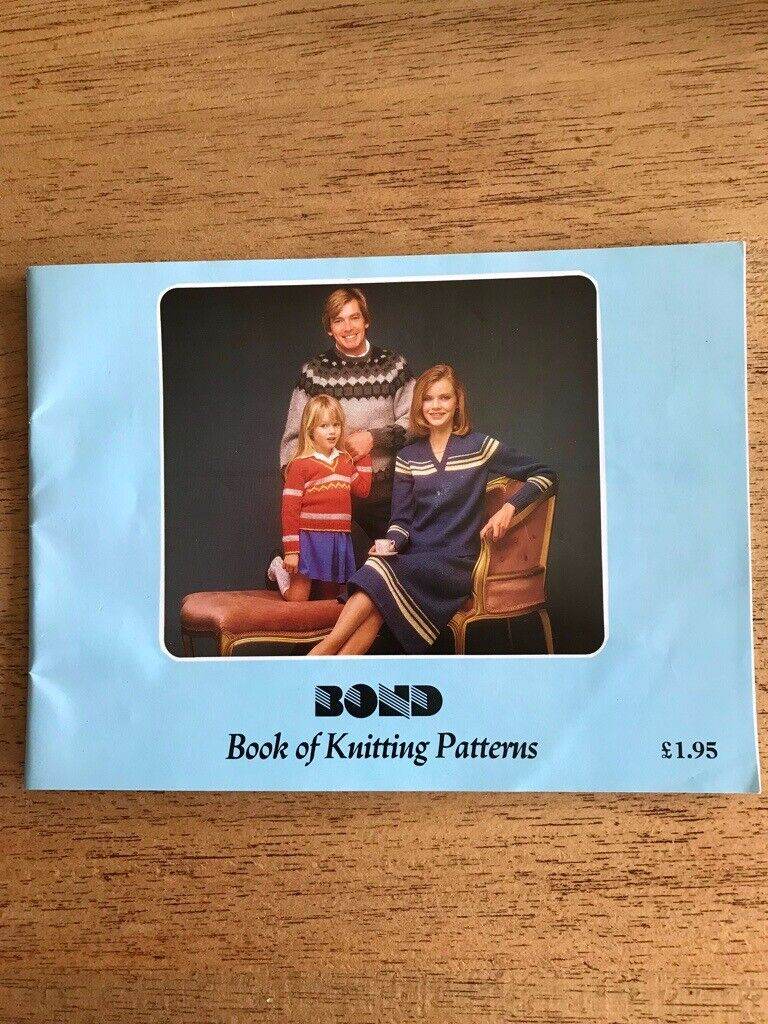 BOND
Book of Knitting Patterns
£1.95